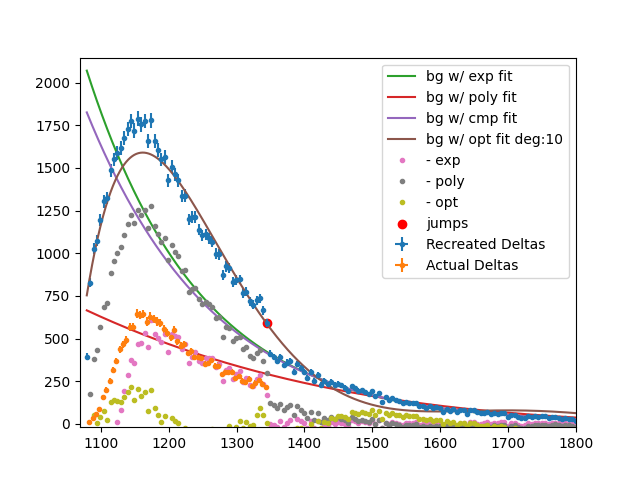 2000
1750
1500
1250
1000
750
500
250
0
1100 1200 1300 1400 1500 1600 1700 1800
bg w/ exp fit
bg w/ poly fit
bg w/ cmp fit
bg w/ opt fit deg:10
- exp
- poly
- opt
jumps
Recreated Deltas
Actual Deltas